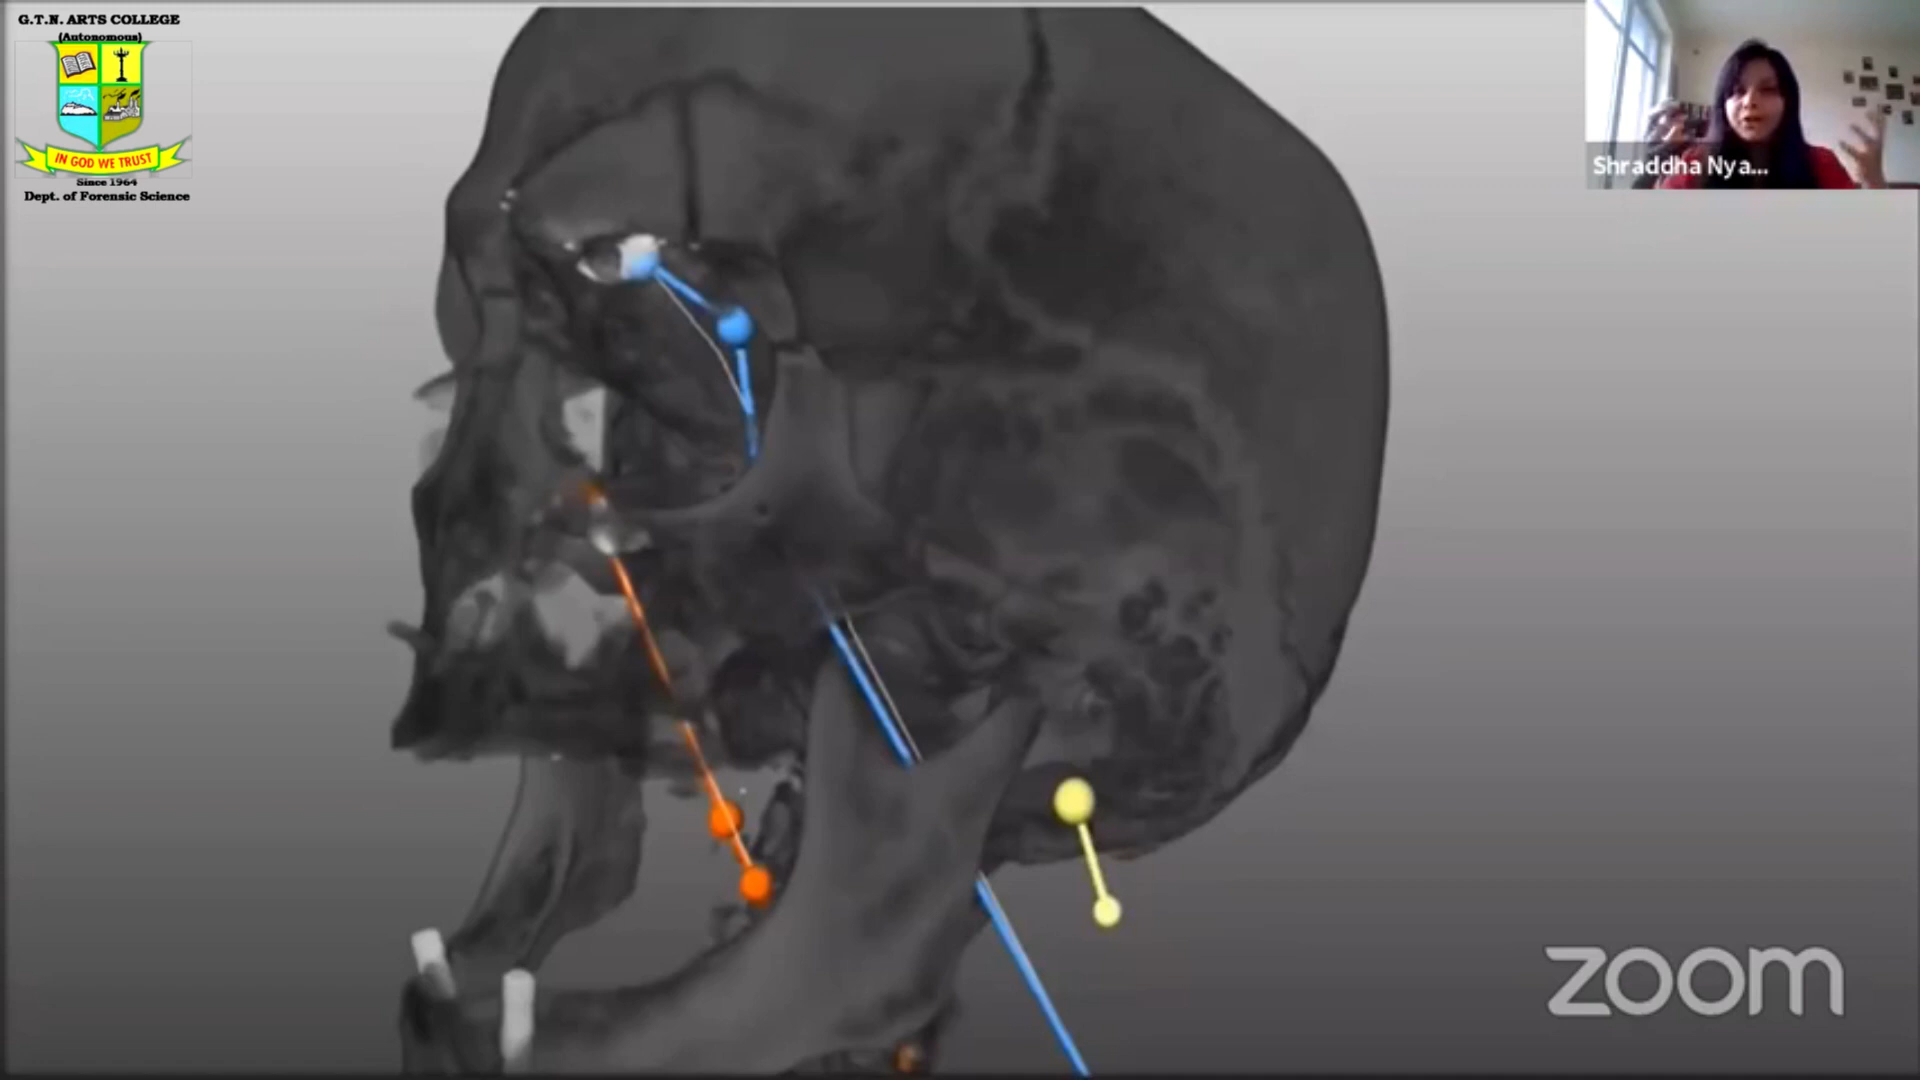 G.T.N. ARTS COLLEGE
(Autonomous)
IN GOD WE TRUST
Since 1964
Dept. of Forensic Science
Shraddha Nya...
zoom